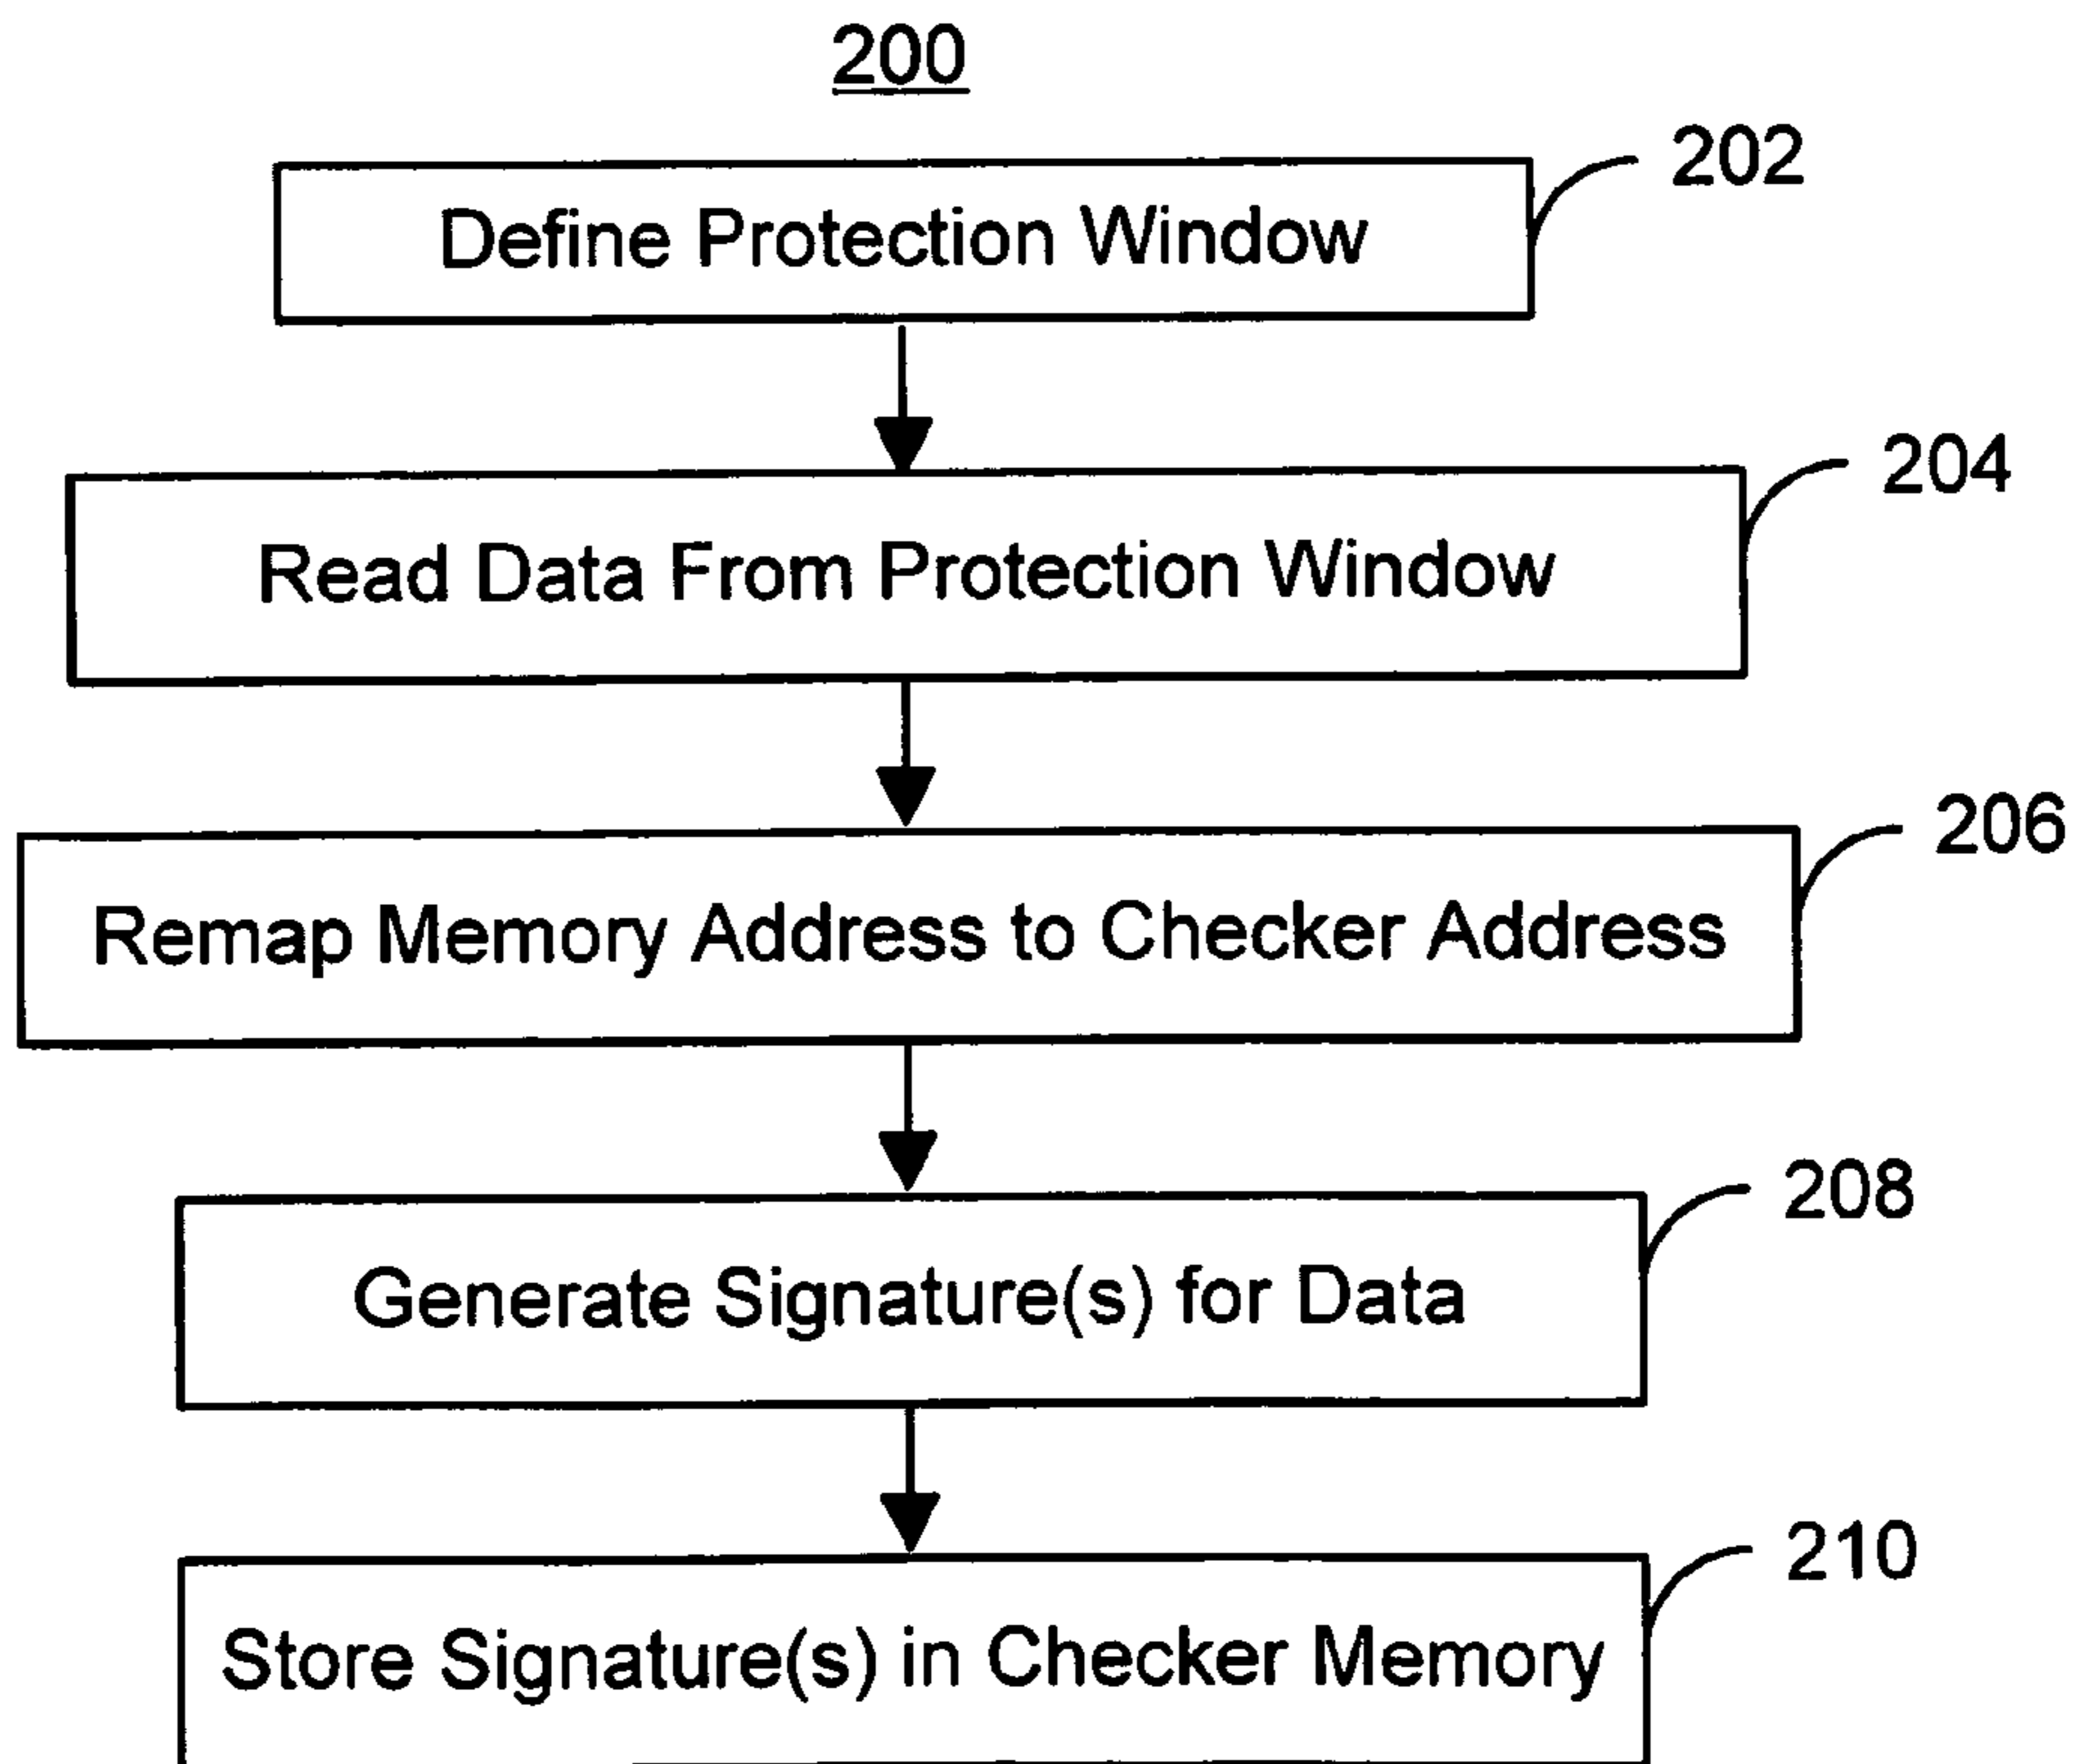 200
202
Define Protection Window
204
Read Data From Protection Window
206
Remap Memory Address to Checker Address
208
Generate Signature(s) for Data
210
Store Signature(s) in Checker Memory